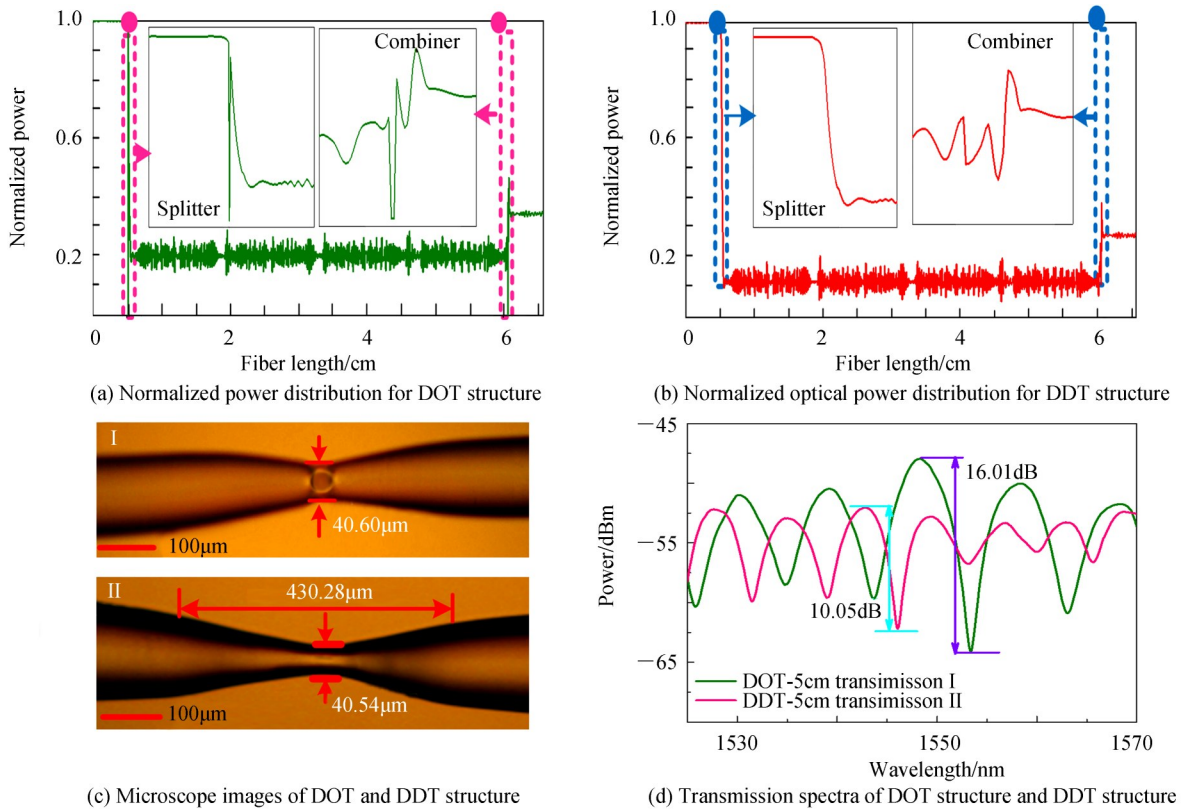 1.0
0.6
0.2
Normalized power
Splitter
Combiner
0
2
4
6
Fiber length/cm
(a) Normalized power distribution for DOT structure
1.0
0.6
0.2
Normalized power
Splitter
Combiner
0
2
4
6
Fiber length/cm
(b) Normalized optical power distribution for DDT structure
I
40.60μm
100μm
II
430.28μm
40.54μm
100μm
(c) Microscope images of DOT and DDT structure
−45
−55
−65
Power/dBm
16.01dB
10.05dB
DOT-5cm transimisson I
DDT-5cm transimisson II
1530
1550
1570
Wavelength/nm
(d) Transmission spectra of DOT structure and DDT structure